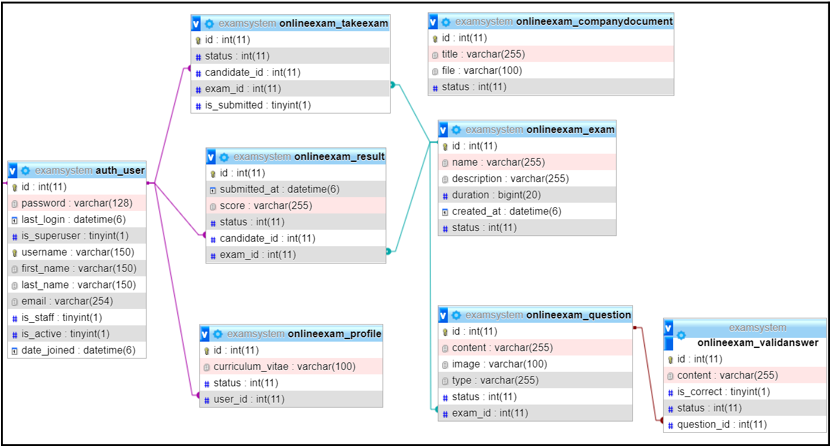 examsystem onlineexam_takeexam
id : int(11)
status : int(11)
candidate_id : int(11)
exam_id : int(11)
is_submitted : tinyint(1)
examsystem onlineexam_companydocument
id : int(11)
title : varchar(255)
file : varchar(100)
status : int(11)
examsystem auth_user
id : int(11)
password : varchar(128)
last_login : datetime(6)
is_superuser : tinyint(1)
username : varchar(150)
first_name : varchar(150)
last_name : varchar(150)
email : varchar(254)
is_staff : tinyint(1)
is_active : tinyint(1)
date_joined : datetime(6)
examsystem onlineexam_result
id : int(11)
submitted_at : datetime(6)
score : varchar(255)
status : int(11)
candidate_id : int(11)
exam_id : int(11)
examsystem onlineexam_exam
id : int(11)
name : varchar(255)
description : varchar(255)
duration : bigint(20)
created_at : datetime(6)
status : int(11)
examsystem onlineexam_profile
id : int(11)
curriculum_vitae : varchar(100)
status : int(11)
user_id : int(11)
examsystem onlineexam_question
id : int(11)
content : varchar(255)
image : varchar(100)
type : varchar(255)
status : int(11)
exam_id : int(11)
examsystem
onlineexam_validanswer
id : int(11)
content : varchar(255)
is_correct : tinyint(1)
status : int(11)
question_id : int(11)